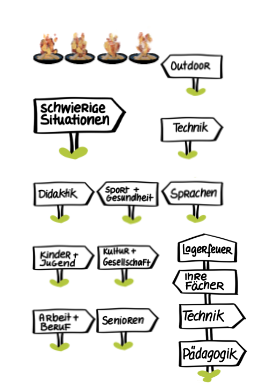 Outdoor
Schwierige
Situationen
Technik
Didaktik
Sport +
Gesundheit
Sprachen
Kinder +
Jugend
Kultur +
Gesellschaft
Lagerfeuer
Ihre
Fächer
Arbeit +
Beruf
Senioren
Technik
Pädagogik